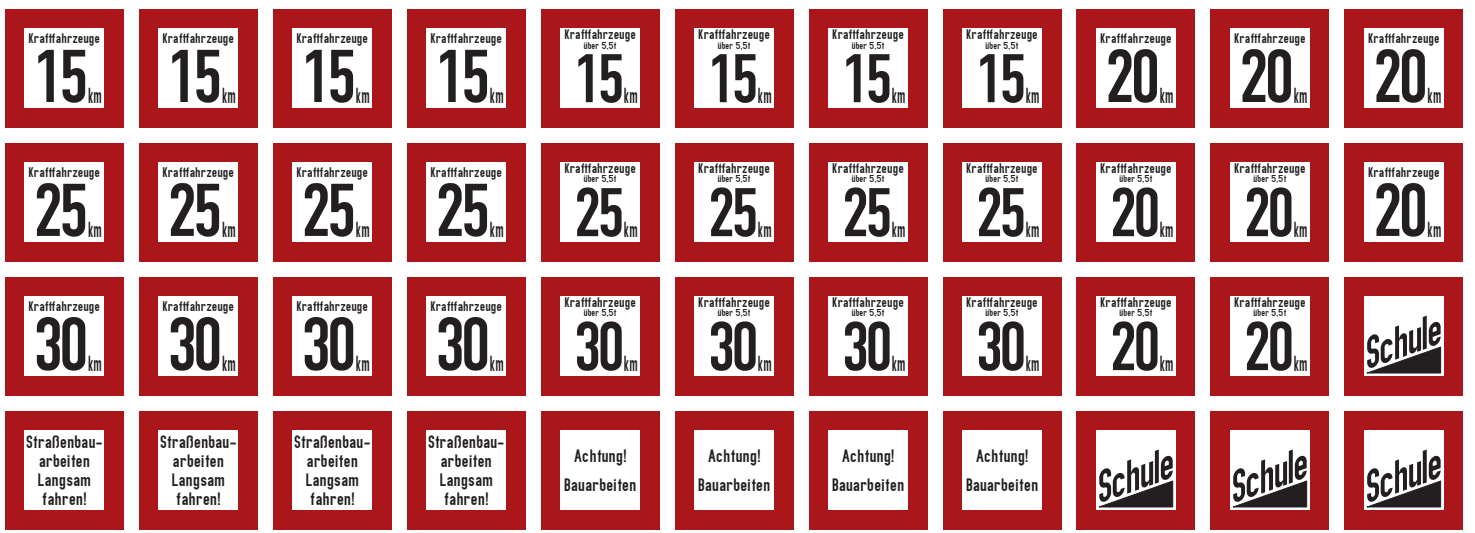 Kraftfahrzeuge
15 km
Kraftfahrzeuge
15 km
Kraftfahrzeuge
15 km
Kraftfahrzeuge
15 km
Kraftfahrzeuge
über 5,5t
15 km
Kraftfahrzeuge
über 5,5t
15 km
Kraftfahrzeuge
über 5,5t
15 km
Kraftfahrzeuge
über 5,5t
15 km
Kraftfahrzeuge
20 km
Kraftfahrzeuge
20 km
Kraftfahrzeuge
20 km
Kraftfahrzeuge
25 km
Kraftfahrzeuge
25 km
Kraftfahrzeuge
25 km
Kraftfahrzeuge
25 km
Kraftfahrzeuge
über 5,5t
25 km
Kraftfahrzeuge
über 5,5t
25 km
Kraftfahrzeuge
über 5,5t
25 km
Kraftfahrzeuge
über 5,5t
25 km
Kraftfahrzeuge
über 5,5t
20 km
Kraftfahrzeuge
über 5,5t
20 km
Kraftfahrzeuge
20 km
Kraftfahrzeuge
30 km
Kraftfahrzeuge
30 km
Kraftfahrzeuge
30 km
Kraftfahrzeuge
30 km
Kraftfahrzeuge
über 5,5t
30 km
Kraftfahrzeuge
über 5,5t
30 km
Kraftfahrzeuge
über 5,5t
30 km
Kraftfahrzeuge
über 5,5t
30 km
Kraftfahrzeuge
über 5,5t
20 km
Kraftfahrzeuge
über 5,5t
20 km
Schule
Straßenbau-
arbeiten
Langsam
fahren!
Straßenbau-
arbeiten
Langsam
fahren!
Straßenbau-
arbeiten
Langsam
fahren!
Straßenbau-
arbeiten
Langsam
fahren!
Achtung!
Bauarbeiten
Achtung!
Bauarbeiten
Achtung!
Bauarbeiten
Achtung!
Bauarbeiten
Schule
Schule
Schule